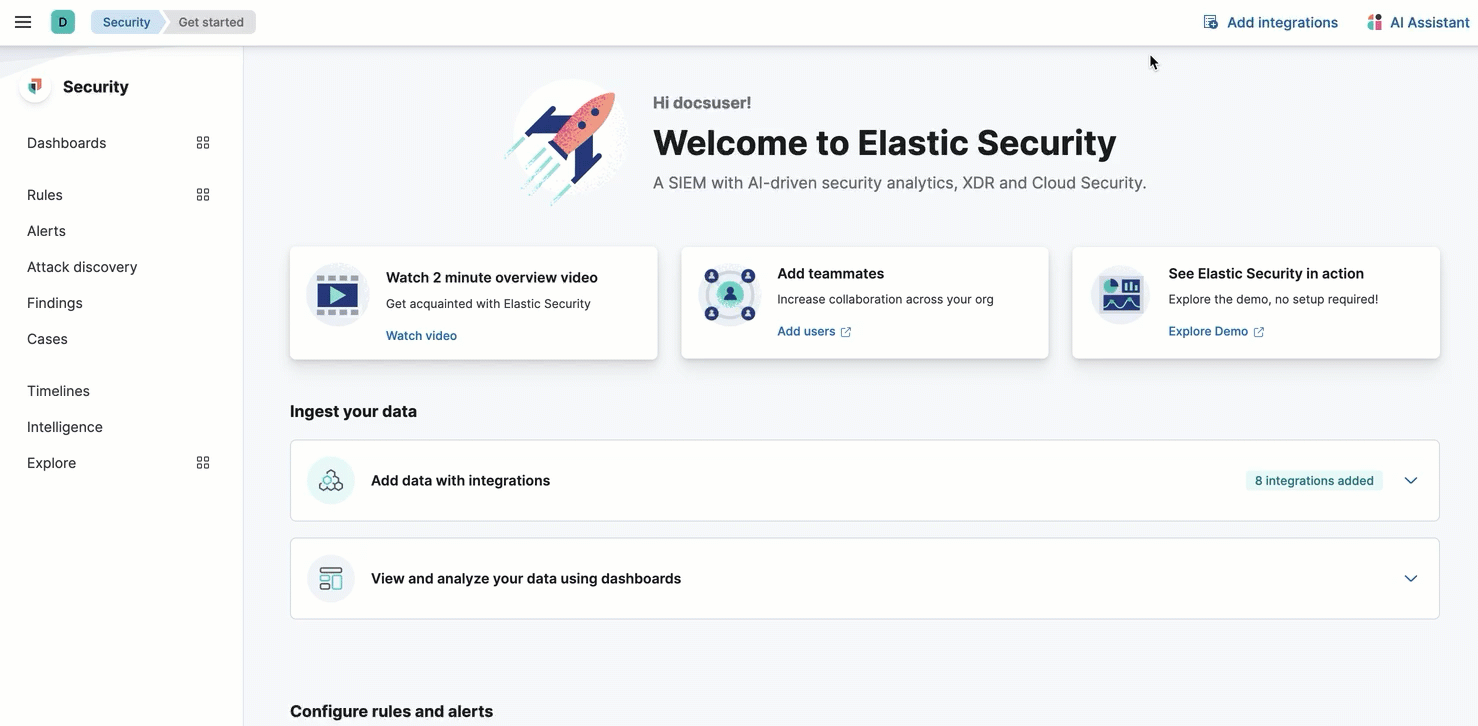 D
Security
Get started
Add integrations
AI Assistant
Security
Dashboards
Rules
Alerts
Attack discovery
Findings
Cases
Timelines
Intelligence
Explore
Hi docsuser!
Welcome to Elastic Security
A SIEM with AI-driven security analytics, XDR and Cloud Security.
Watch 2 minute overview video
Get acquainted with Elastic Security
Watch video
Add teammates
Increase collaboration across your org
Add users
See Elastic Security in action
Explore the demo, no setup required!
Explore Demo
Ingest your data
Add data with integrations
8 integrations added
View and analyze your data using dashboards
Configure rules and alerts